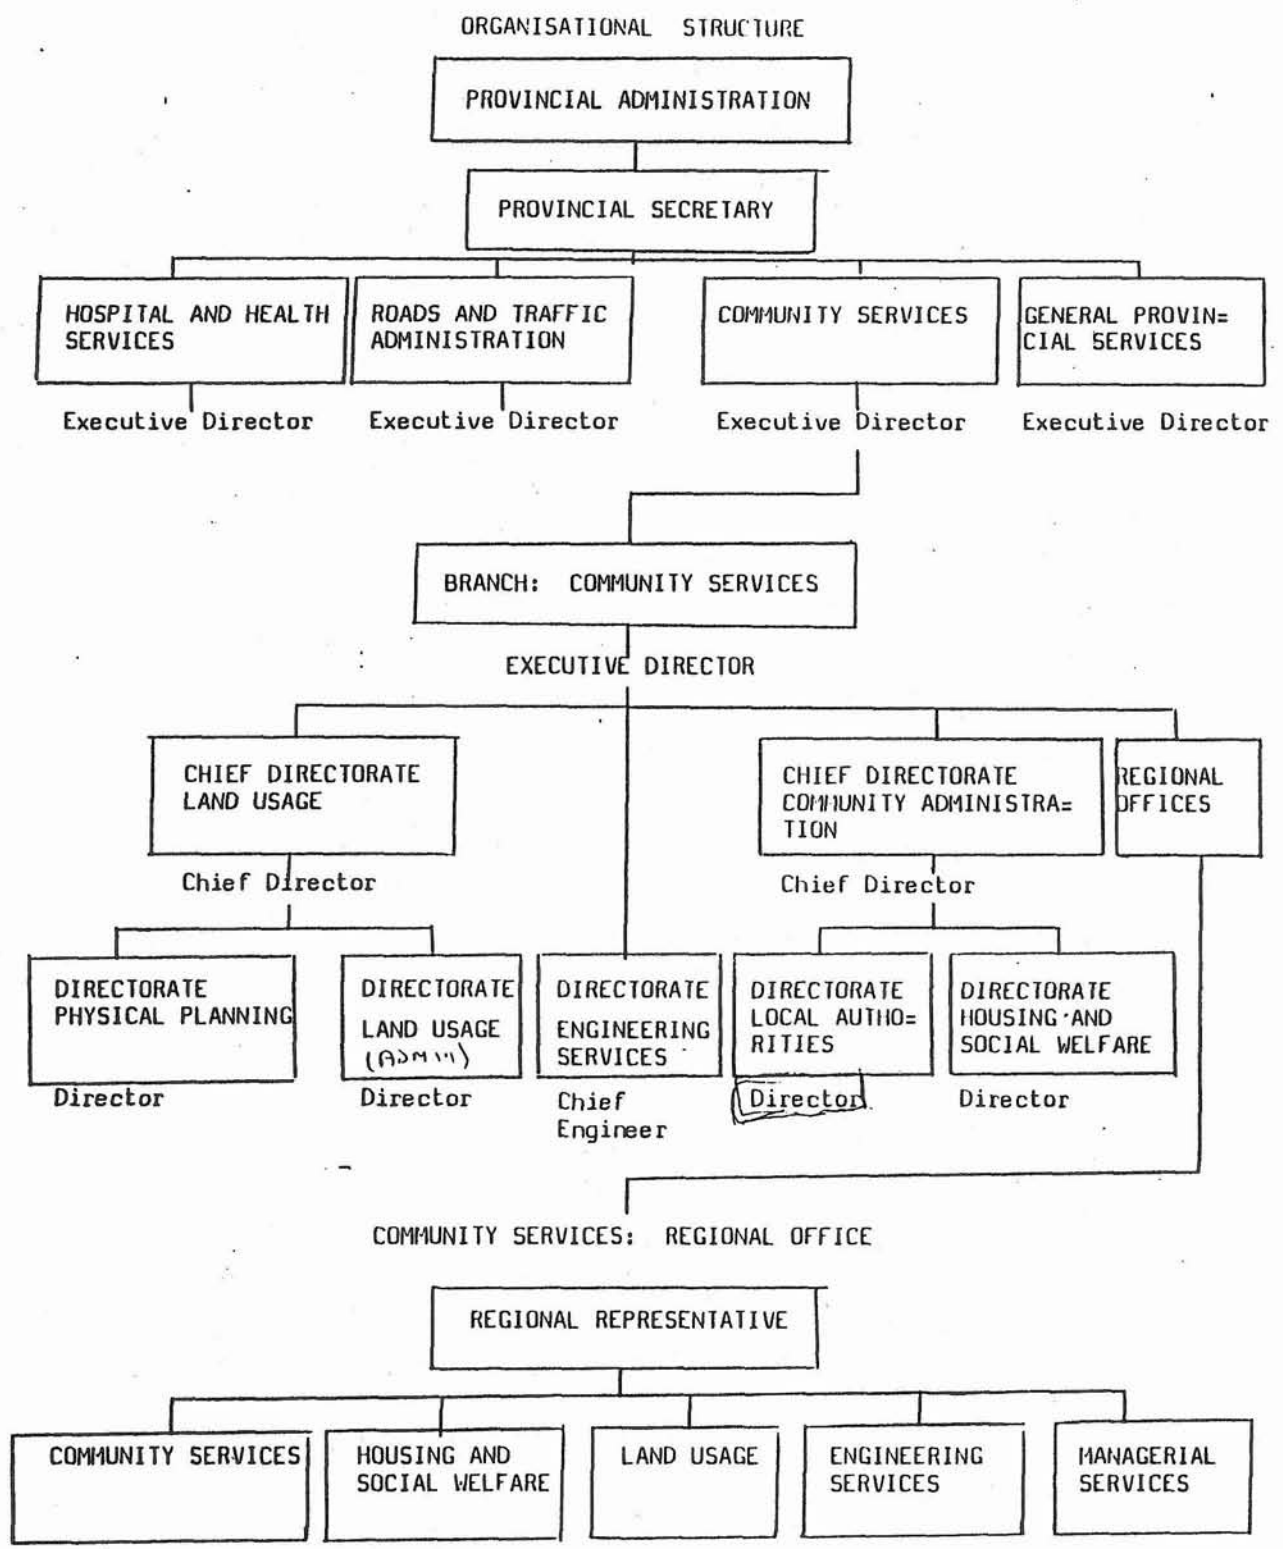 ORGANISATIONAL STRUCTURE
PROVINCIAL ADMINISTRATION
PROVINCIAL SECRETARY
HOSPITAL AND HEALTH
SERVICES
Executive Director
ROADS AND TRAFFIC
ADMINISTRATION
Executive Director
COMMUNITY SERVICES
Executive Director
GENERAL PROVIN=
CIAL SERVICES
Executive Director
BRANCH: COMMUNITY SERVICES
EXECUTIVE DIRECTOR
CHIEF DIRECTORATE
LAND USAGE
Chief Director
CHIEF DIRECTORATE
COMMUNITY ADMINISTRA=
TION
Chief Director
REGIONAL
OFFICES
DIRECTORATE
PHYSICAL PLANNING
Director
DIRECTORATE
LAND USAGE
(ADMIN)
Director
DIRECTORATE
ENGINEERING
SERVICES
Chief
Engineer
DIRECTORATE
LOCAL AUTHO=
RITIES
Director
DIRECTORATE
HOUSING AND
SOCIAL WELFARE
Director
COMMUNITY SERVICES: REGIONAL OFFICE
REGIONAL REPRESENTATIVE
COMMUNITY SERVICES
HOUSING AND
SOCIAL WELFARE
LAND USAGE
ENGINEERING
SERVICES
MANAGERIAL
SERVICES